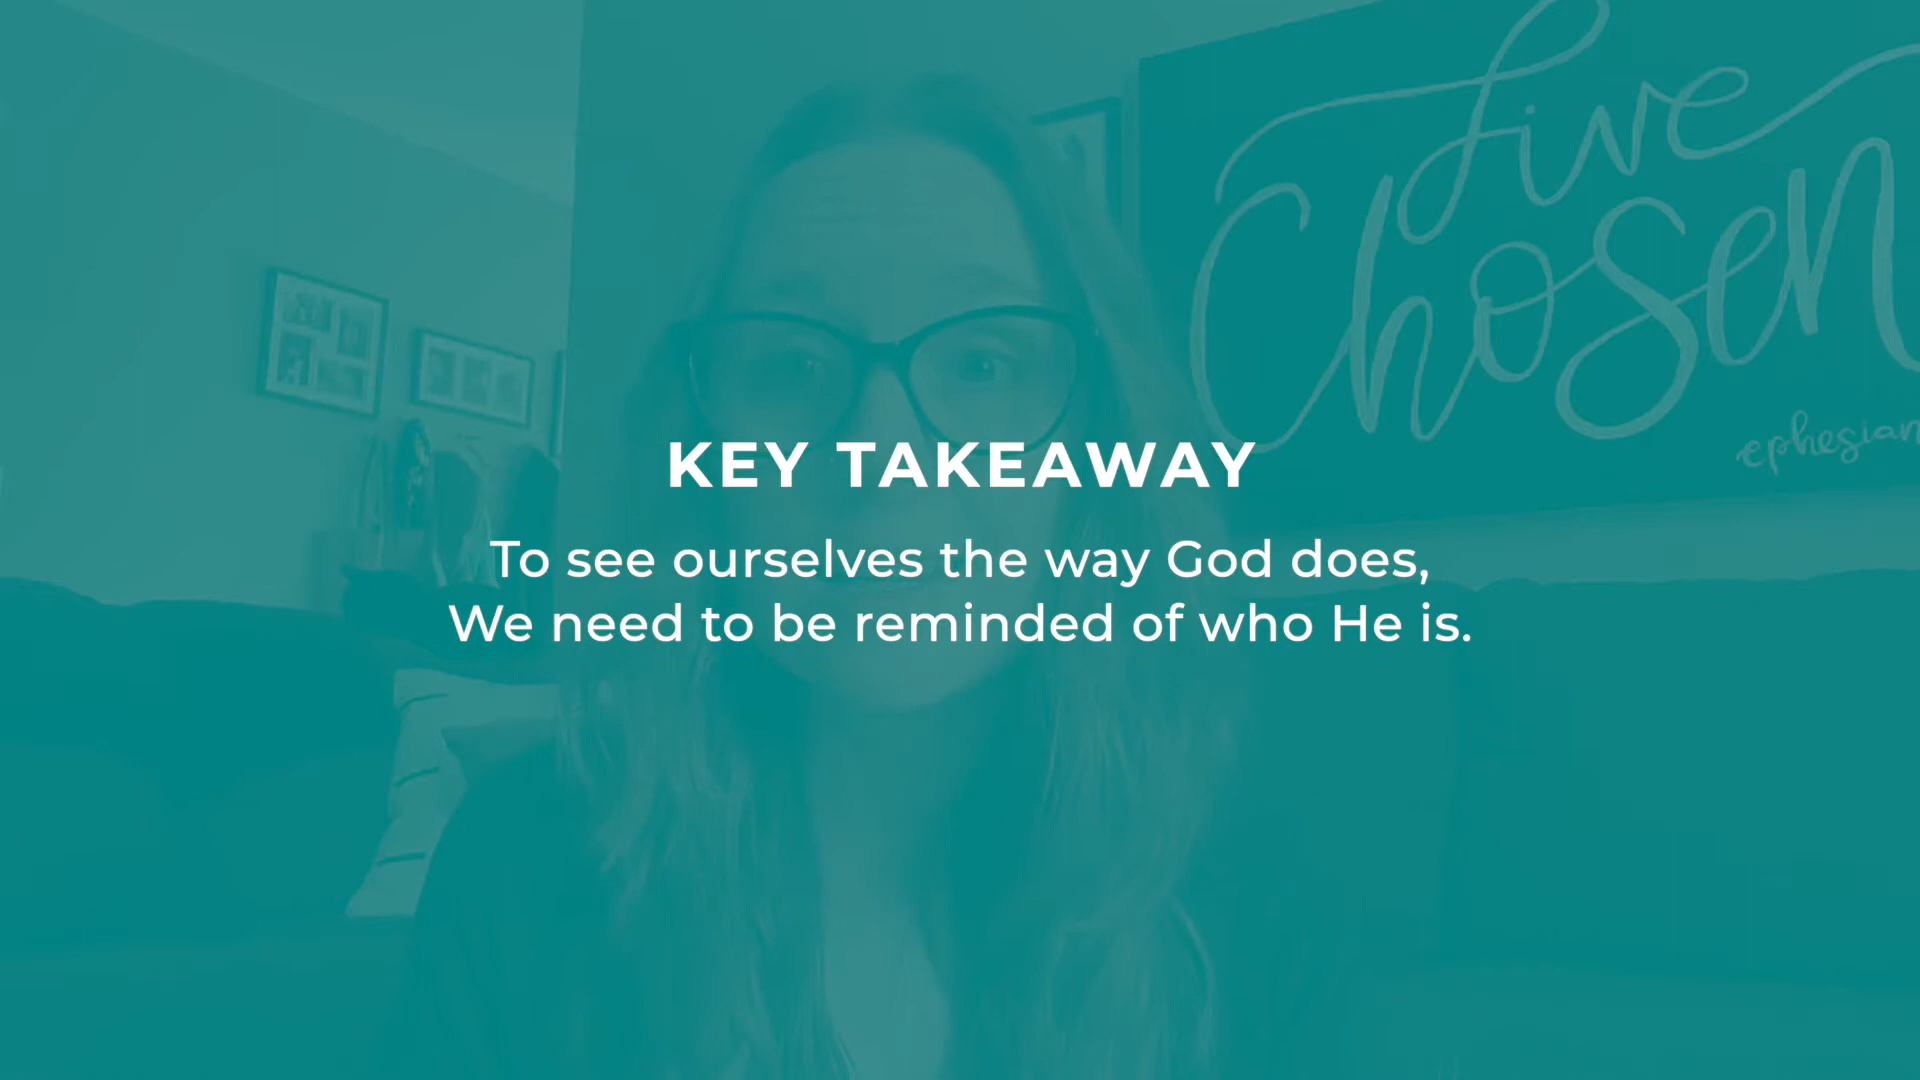 Live
Chosen
ephesian
KEY TAKEAWAY
To see ourselves the way God does,
We need to be reminded of who He is.